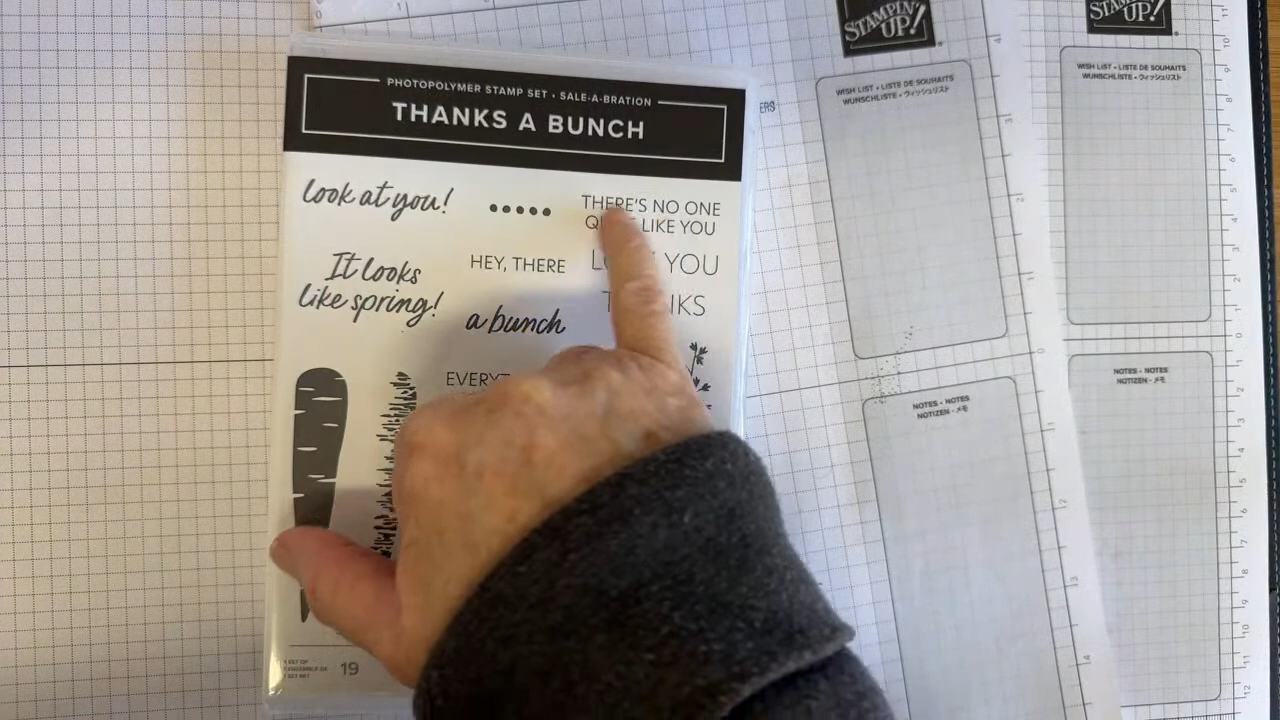 STAMPIN' UP!
STAMPIN' UP!
WISH LIST • LISTE DE SOUHAITS
WUNSCHLISTE • ウィッシュリスト
WISH LIST • LISTE DE SOUHAITS
WUNSCHLISTE • ウィッシュリスト
PHOTOPOLYMER STAMP SET • SALE-A-BRATION
THANKS A BUNCH
look at you!
THERE'S NO ONE
LIKE YOU
It looks
like spring!
HEY, THERE
YOU
a bunch
NOTES • NOTES
NOTIZEN • メモ
NOTES • NOTES
NOTIZEN • メモ
19